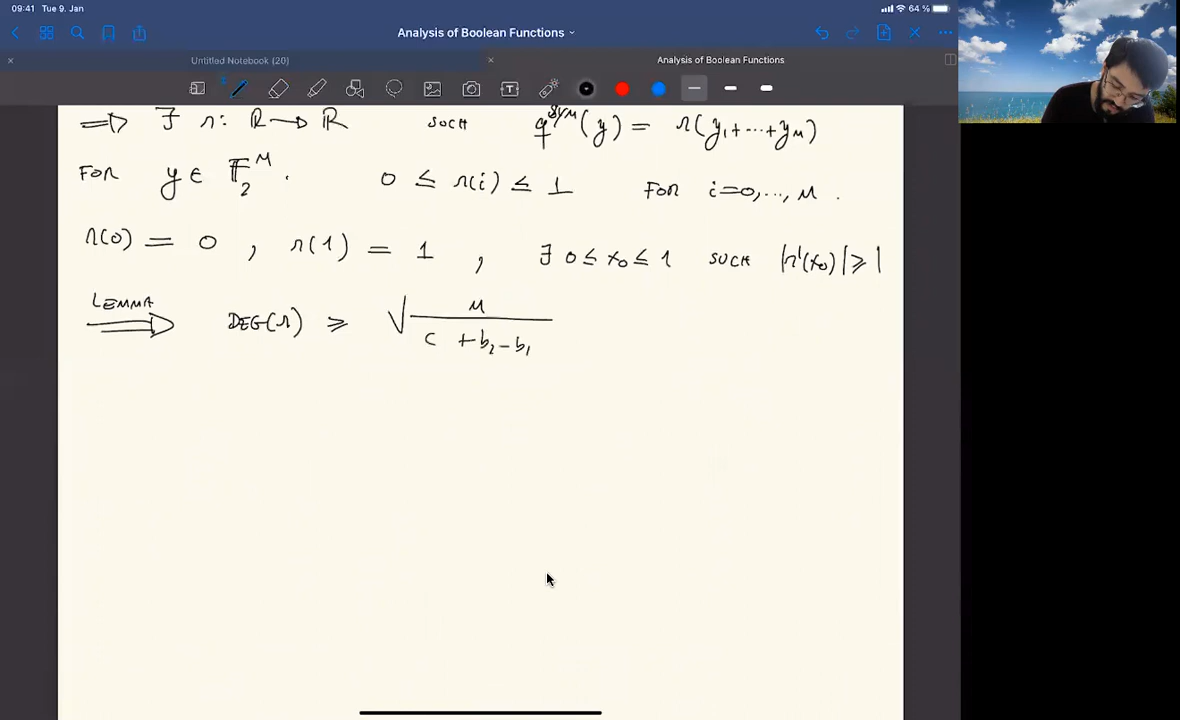 09:41 Tue 9. Jan 64 %
Analysis of Boolean Functions
Untitled Notebook (20) Analysis of Boolean Functions
⟹ ∃ r: ℝ → ℝ SUCH q^SYM(y) = r(y₁+⋯+y_M)
FOR y ∈ 𝔽₂^M. 0 ≤ r(i) ≤ 1 FOR i=0,...,M.
r(0) = 0, r(1) = 1, ∃ 0 ≤ x₀ ≤ 1 SUCH |r'(x₀)| ≥ 1
LEMMA
⟹ DEG(r) ≥ √(M / (c + b₂ − b₁))